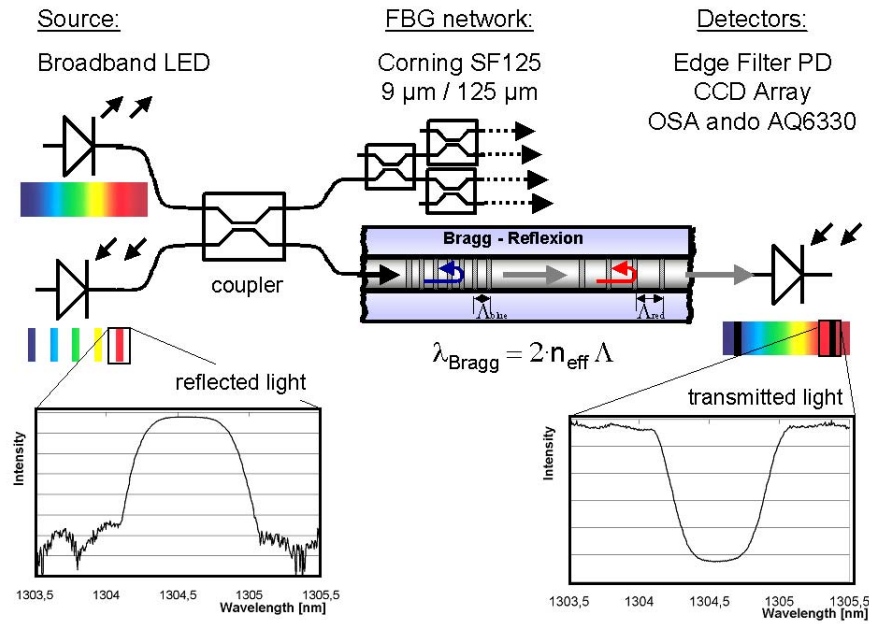 Source:
FBG network:
Detectors:
Broadband LED
Corning SF125
9 µm / 125 µm
Edge Filter PD
CCD Array
OSA ando AQ6330
Bragg - Reflexion
coupler
Λblue
Λred
λBragg = 2·neff Λ
reflected light
transmitted light
Intensity
1303,5 1304 1304,5 1305 1305,5
Wavelength [nm]
Intensity
1303,5 1304 1304,5 1305 1305,5
Wavelength [nm]